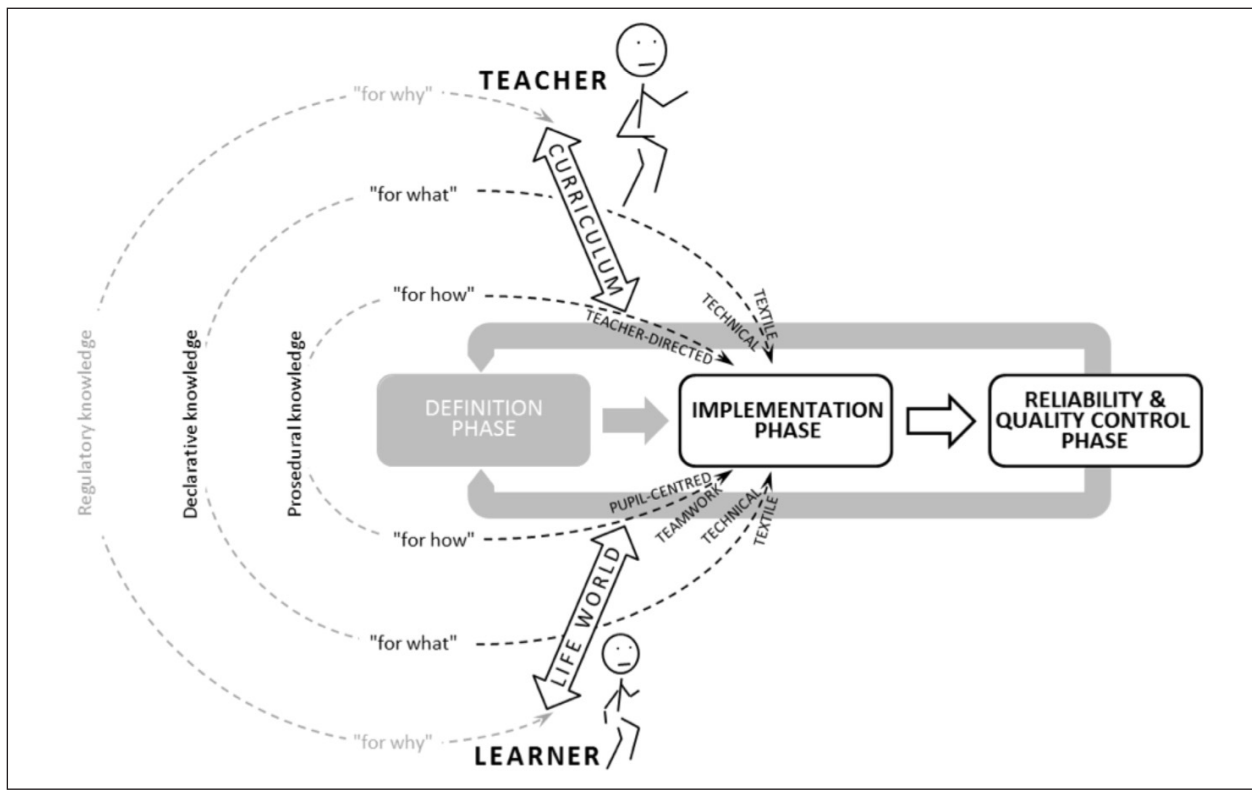 TEACHER
"for why"
CURRICULUM
"for what"
"for how"
TEACHER-DIRECTED
TECHNICAL
TEXTILE
Regulatory knowledge
Declarative knowledge
Prosedural knowledge
DEFINITION
PHASE
IMPLEMENTATION
PHASE
RELIABILITY &
QUALITY CONTROL
PHASE
PUPIL-CENTRED
TEAMWORK
TECHNICAL
TEXTILE
"for how"
LIFE WORLD
"for what"
"for why"
LEARNER